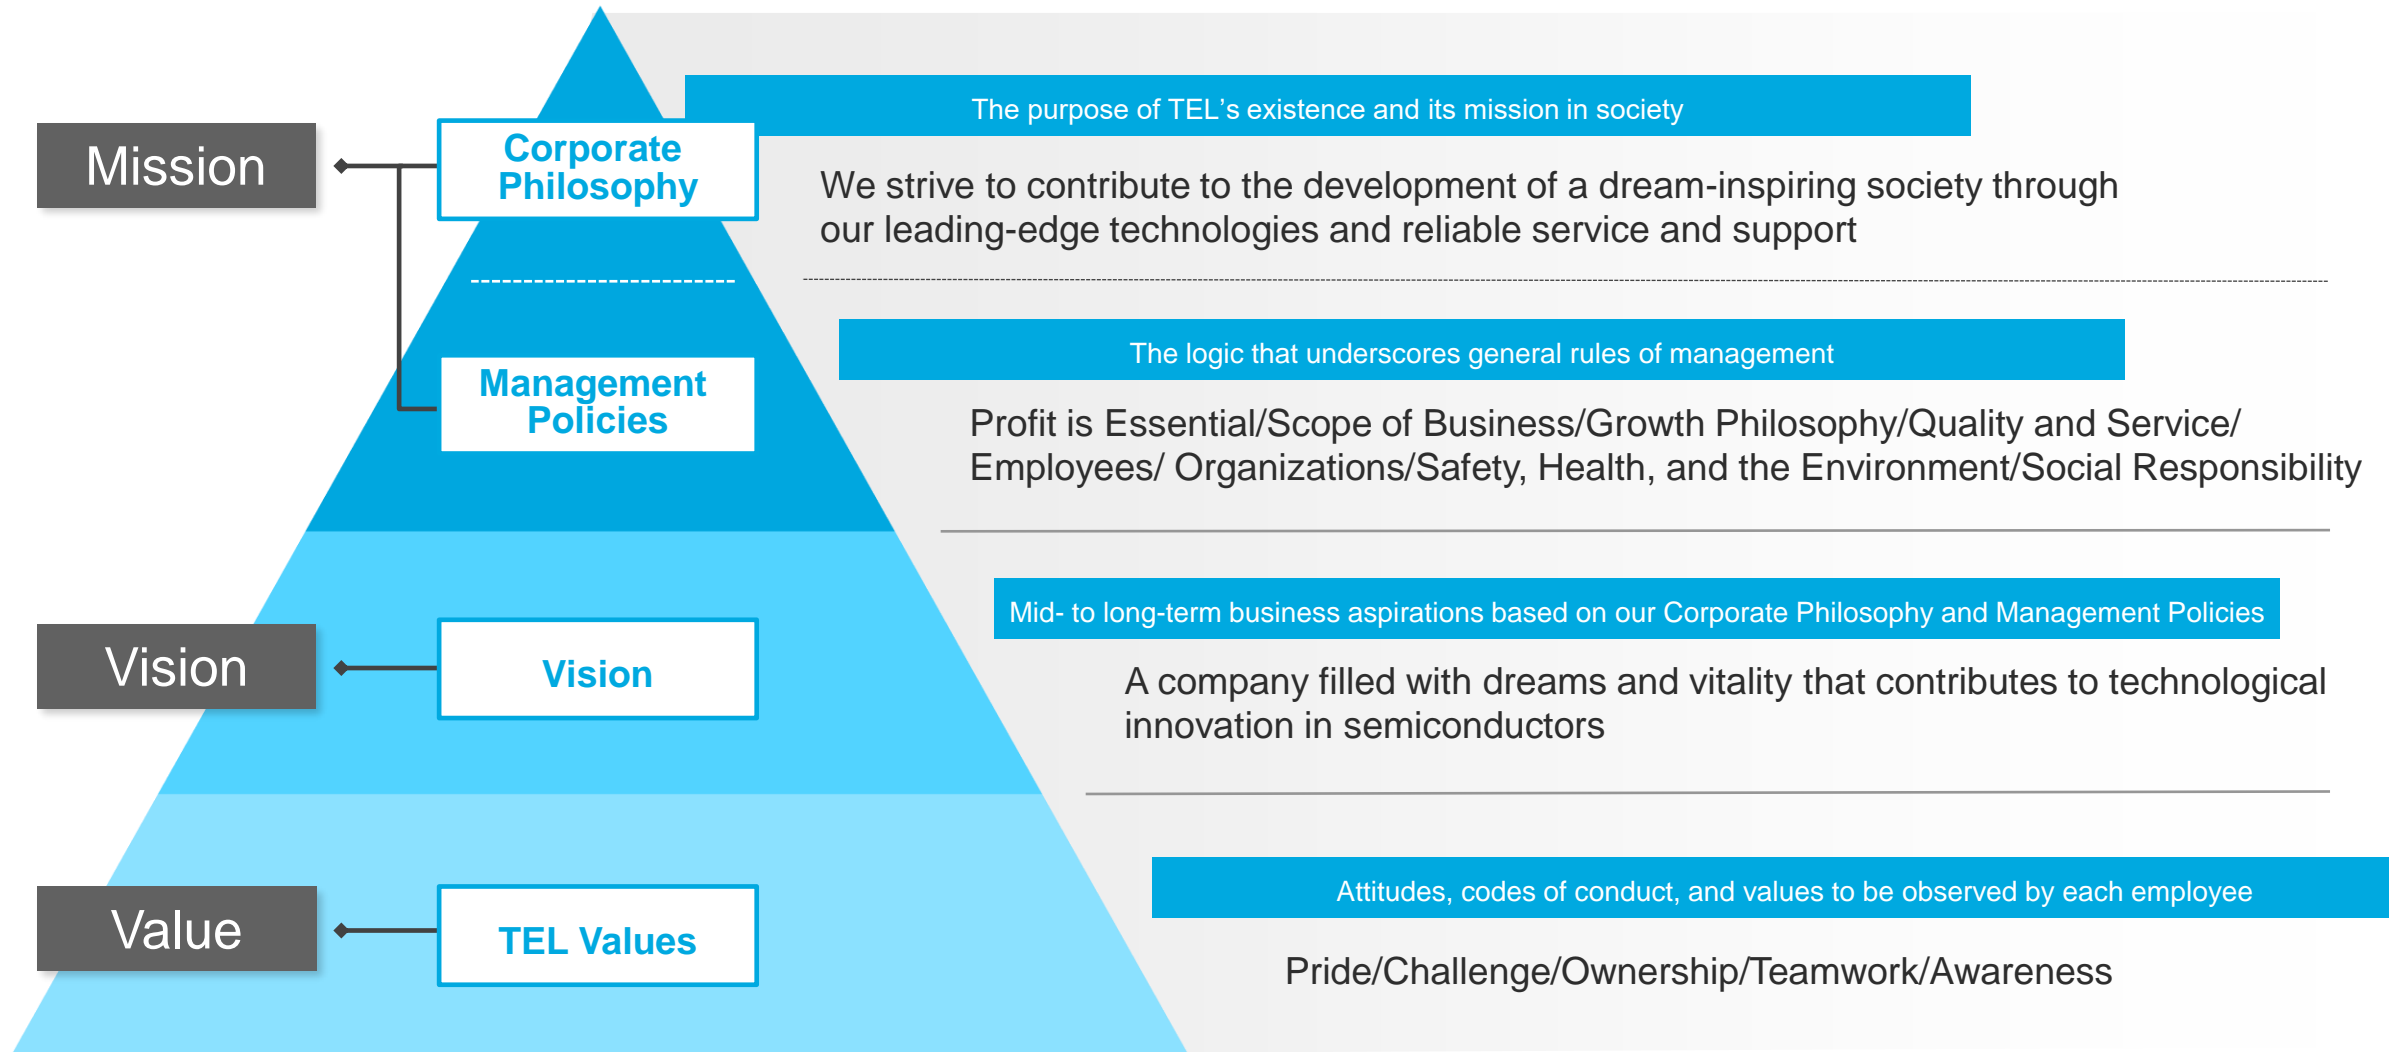 The purpose of TEL’s existence and its mission in society
Mission
Corporate
Philosophy
We strive to contribute to the development of a dream-inspiring society through
our leading-edge technologies and reliable service and support
The logic that underscores general rules of management
Management
Policies
Profit is Essential/Scope of Business/Growth Philosophy/Quality and Service/
Employees/ Organizations/Safety, Health, and the Environment/Social Responsibility
Mid- to long-term business aspirations based on our Corporate Philosophy and Management Policies
Vision
Vision
A company filled with dreams and vitality that contributes to technological
innovation in semiconductors
Attitudes, codes of conduct, and values to be observed by each employee
Value
TEL Values
Pride/Challenge/Ownership/Teamwork/Awareness